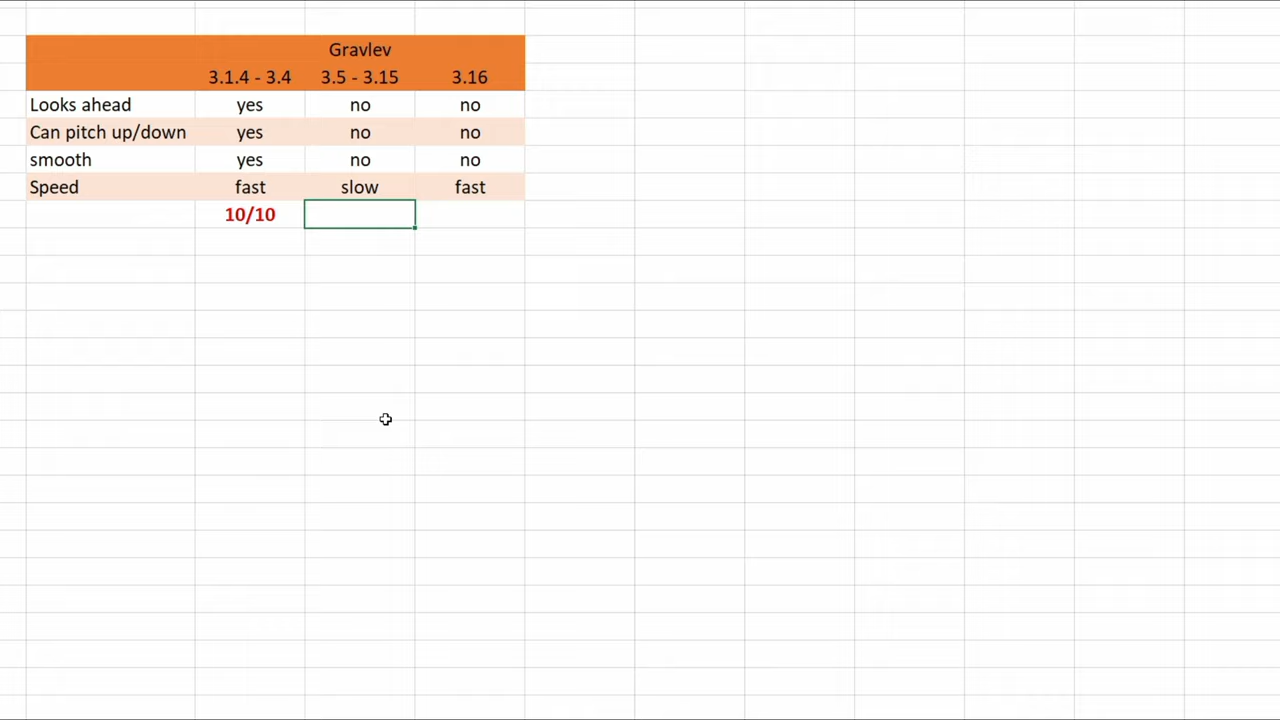 Gravlev
3.1.4 - 3.4 3.5 - 3.15 3.16
Looks ahead yes no no
Can pitch up/down yes no no
smooth yes no no
Speed fast slow fast
10/10